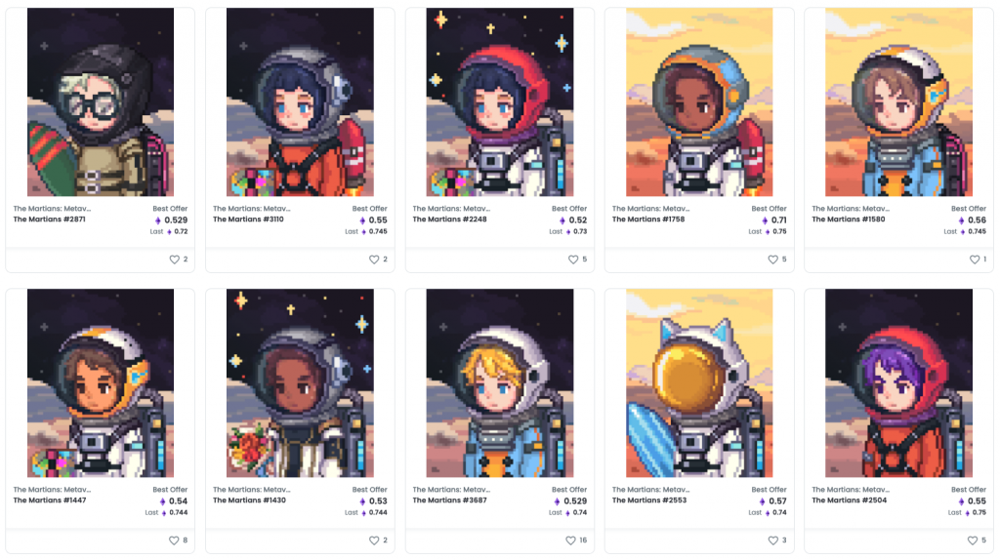 The Martians: Metav... Best Offer
The Martians #2871 0.529
Last 0.72
2
The Martians: Metav... Best Offer
The Martians #3110 0.55
Last 0.745
2
The Martians: Metav... Best Offer
The Martians #2248 0.52
Last 0.73
5
The Martians: Metav... Best Offer
The Martians #1758 0.71
Last 0.75
5
The Martians: Metav... Best Offer
The Martians #1580 0.56
Last 0.745
1
The Martians: Metav... Best Offer
The Martians #1447 0.54
Last 0.744
8
The Martians: Metav... Best Offer
The Martians #1430 0.53
Last 0.744
2
The Martians: Metav... Best Offer
The Martians #3687 0.529
Last 0.74
16
The Martians: Metav... Best Offer
The Martians #2553 0.57
Last 0.74
3
The Martians: Metav... Best Offer
The Martians #2504 0.55
Last 0.75
5